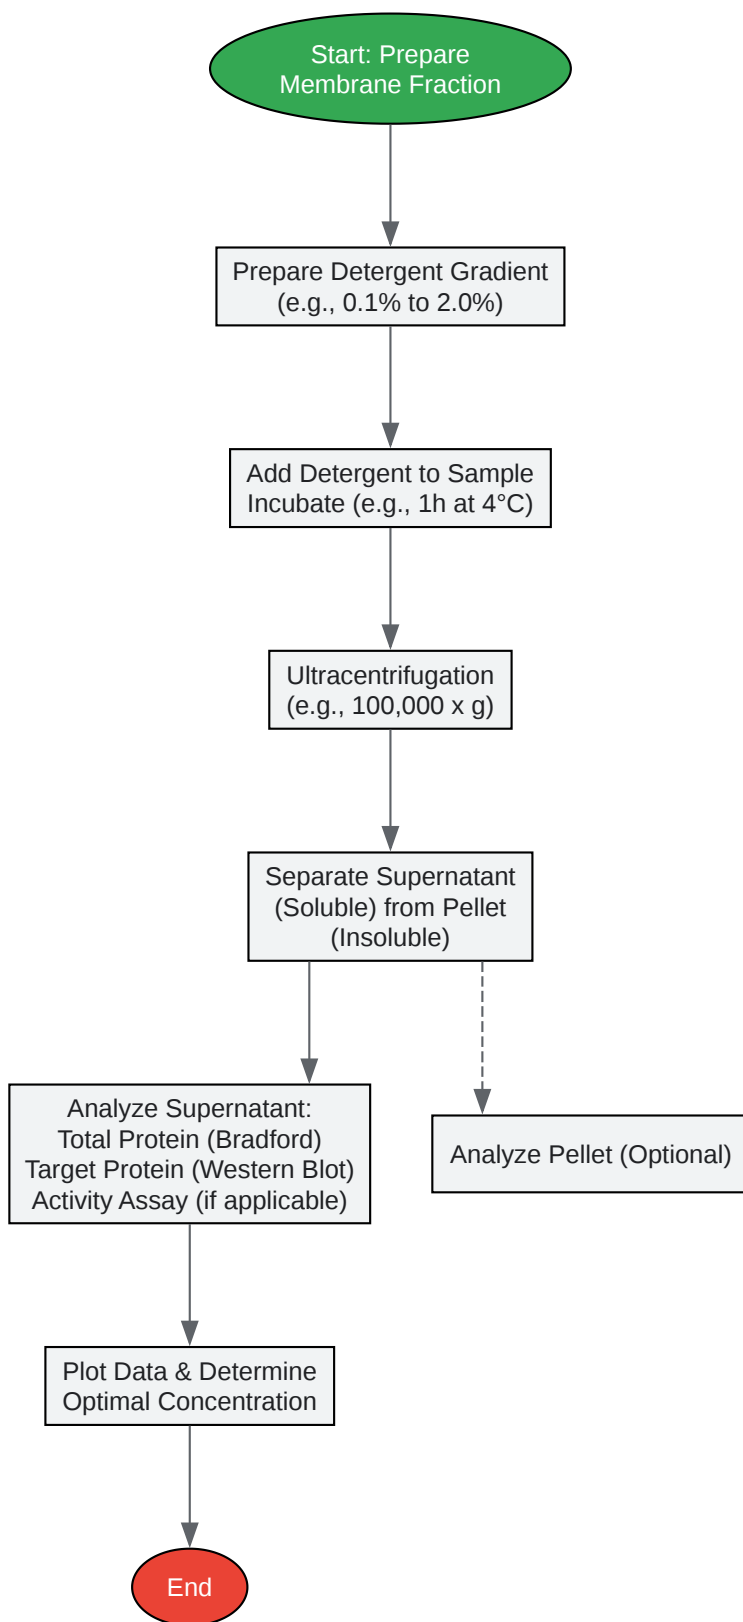 Start: Prepare
Membrane Fraction
Prepare Detergent Gradient
(e.g., 0.1% to 2.0%)
Add Detergent to Sample
Incubate (e.g., 1h at 4°C)
Ultracentrifugation
(e.g., 100,000 x g)
Separate Supernatant
(Soluble) from Pellet
(Insoluble)
Analyze Supernatant:
Total Protein (Bradford)
Target Protein (Western Blot)
Activity Assay (if applicable)
Analyze Pellet (Optional)
Plot Data & Determine
Optimal Concentration
End